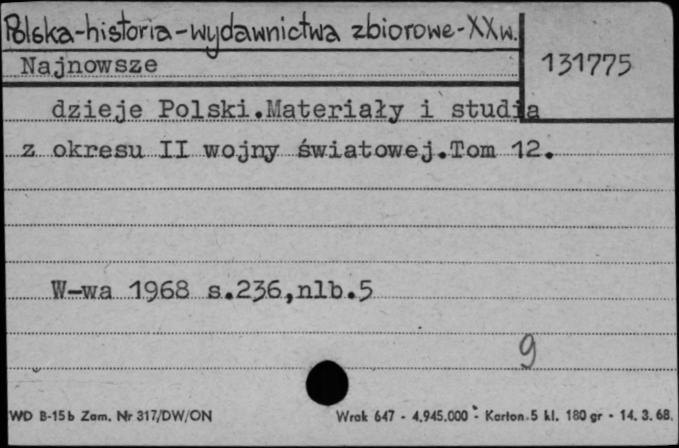 Polska-historia-wydawnictwa zbiorowe-XXw.
Najnowsze
131775
dzieje Polski.Materiały i studia
z okresu II wojny światowej.Tom 12.
W-wa 1968 s.236,nlb.5
9
WD B-15b Zam. Nr 317/DW/ON Wrak 647 - 4.945.000 - Karton 5 kl. 180 gr - 14. 3. 68.